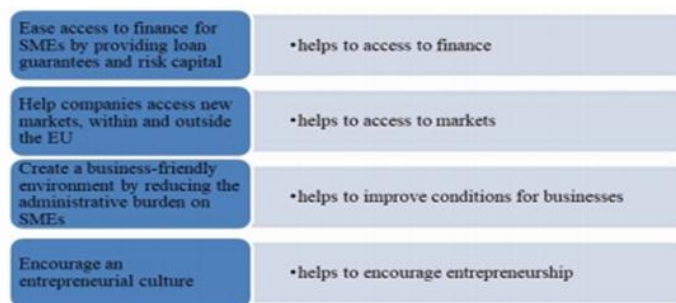 Ease access to finance for
SMEs by providing loan
guarantees and risk capital
•helps to access to finance
Help companies access new
markets, within and outside
the EU
•helps to access to markets
Create a business-friendly
environment by reducing the
administrative burden on
SMEs
•helps to improve conditions for businesses
Encourage an
entrepreneurial culture
•helps to encourage entrepreneurship